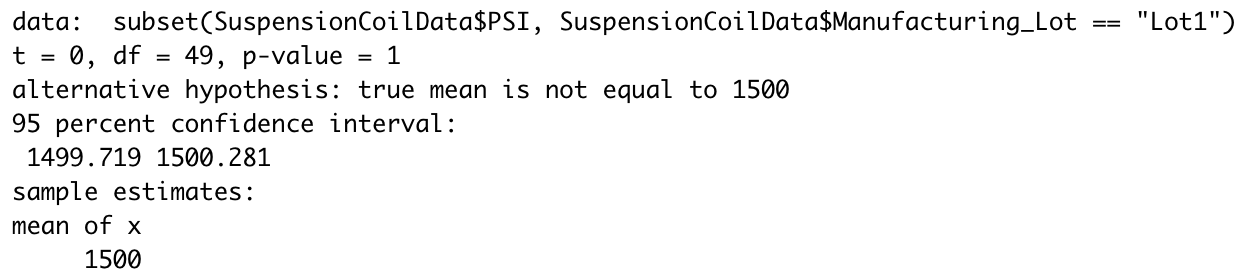 data:  subset(SuspensionCoilData$PSI, SuspensionCoilData$Manufacturing_Lot == "Lot1")
t = 0, df = 49, p-value = 1
alternative hypothesis: true mean is not equal to 1500
95 percent confidence interval:
 1499.719 1500.281
sample estimates:
mean of x
     1500